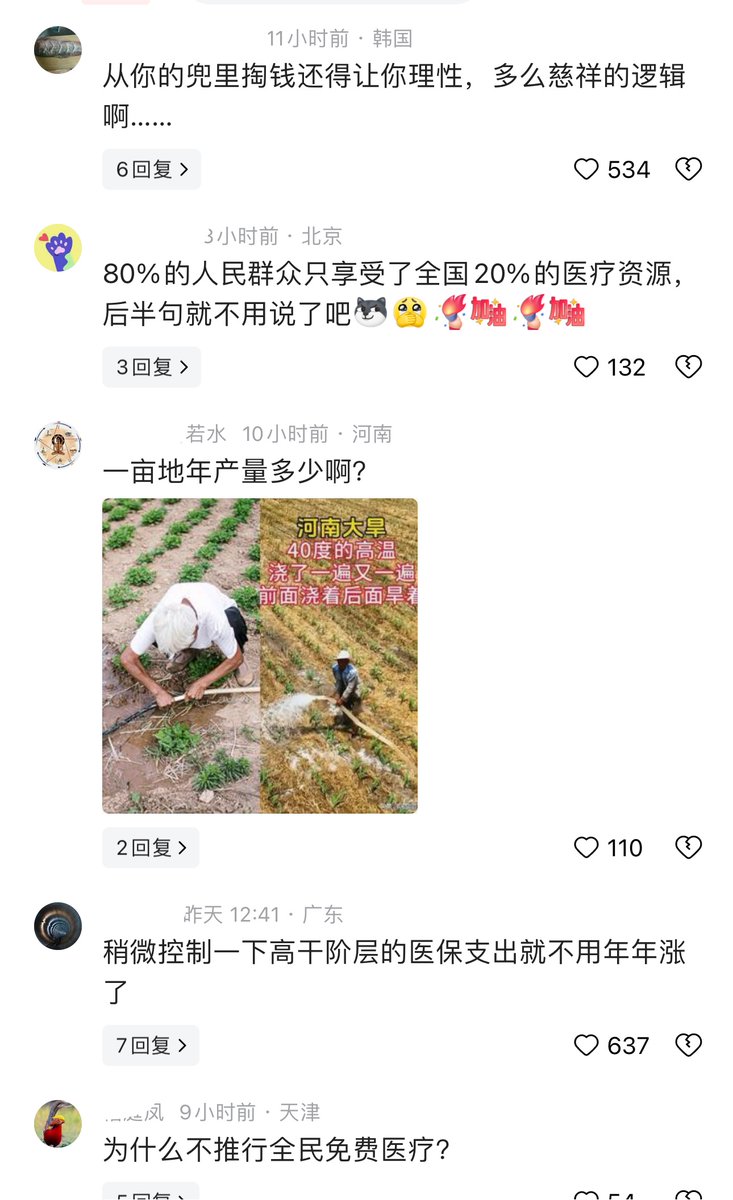 11小时前 · 韩国
从你的兜里掏钱还得让你理性，多么慈祥的逻辑
啊……
6回复 >
534
小时前 · 北京
80%的人民群众只享受了全国20%的医疗资源，
后半句就不用说了吧 加油 加油
3回复 >
132
若水 10小时前 · 河南
一亩地年产量多少啊？
河南大旱
40度的高温
浇了一遍又一遍
前面浇着后面旱着
2回复 >
110
昨天 12:41 · 广东
稍微控制一下高干阶层的医保支出就不用年年涨
了
7回复 >
637
凤 9小时前 · 天津
为什么不推行全民免费医疗？
5回复
54